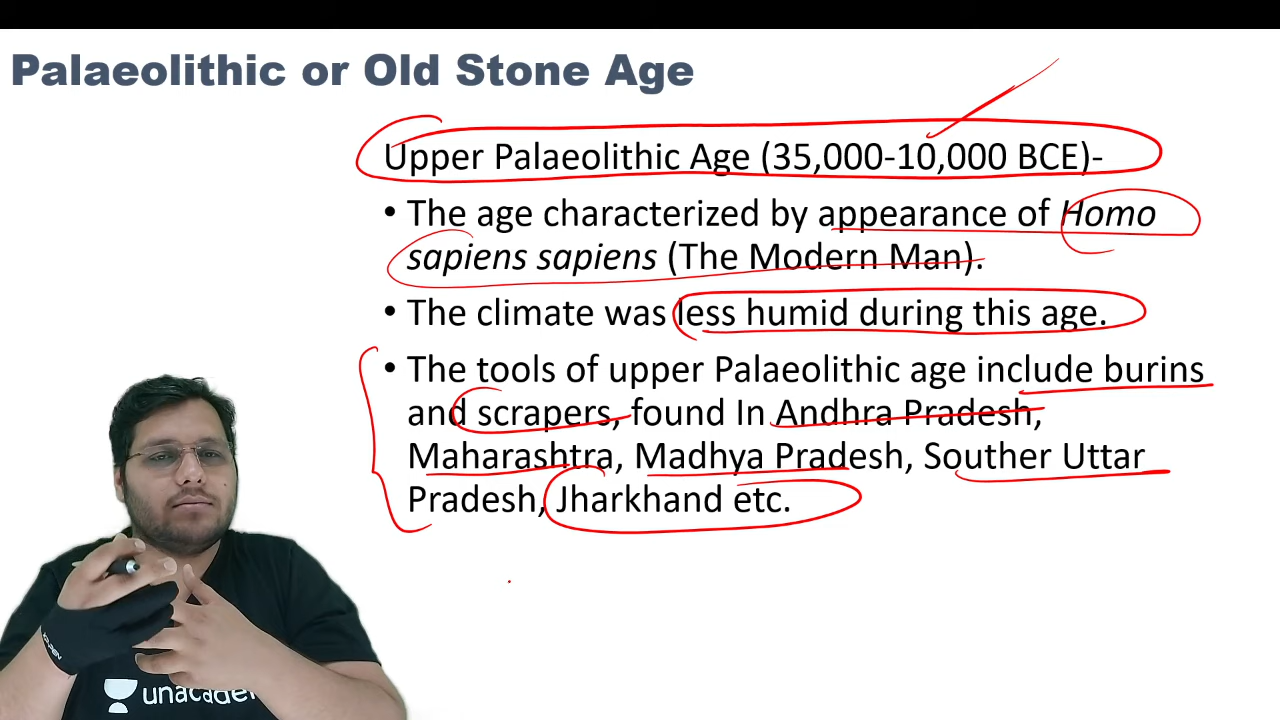 Palaeolithic or Old Stone Age
Upper Palaeolithic Age (35,000-10,000 BCE)-
• The age characterized by appearance of Homo
sapiens sapiens (The Modern Man).
• The climate was less humid during this age.
• The tools of upper Palaeolithic age include burins
and scrapers, found In Andhra Pradesh,
Maharashtra, Madhya Pradesh, Souther Uttar
Pradesh, Jharkhand etc.
unacade